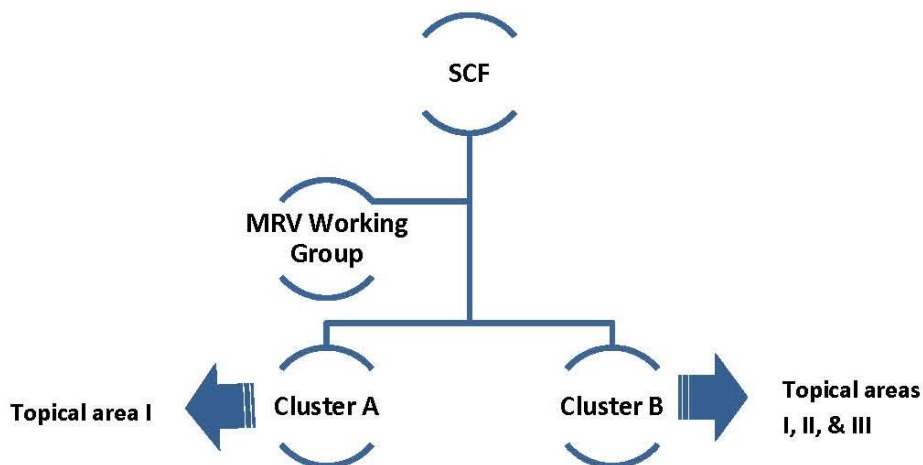 SCF
MRV Working
Group
Cluster A
Cluster B
Topical area I
Topical areas
I, II, & III